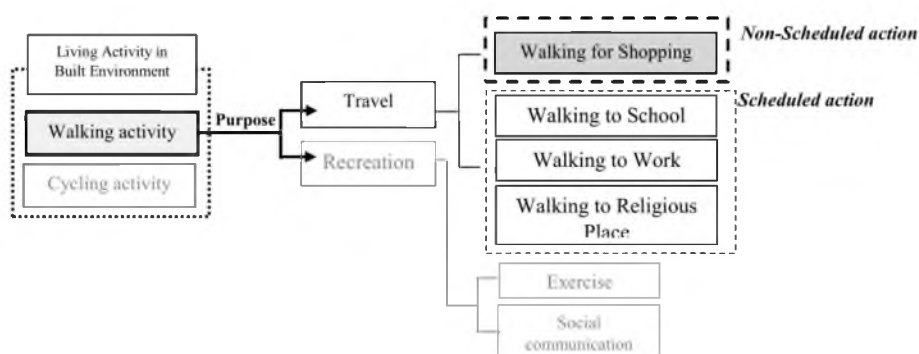 Living Activity in
Built Environment
Walking activity
Cycling activity
Purpose
Travel
Recreation
Walking for Shopping
Non-Scheduled action
Scheduled action
Walking to School
Walking to Work
Walking to Religious
Place
Exercise
Social
communication